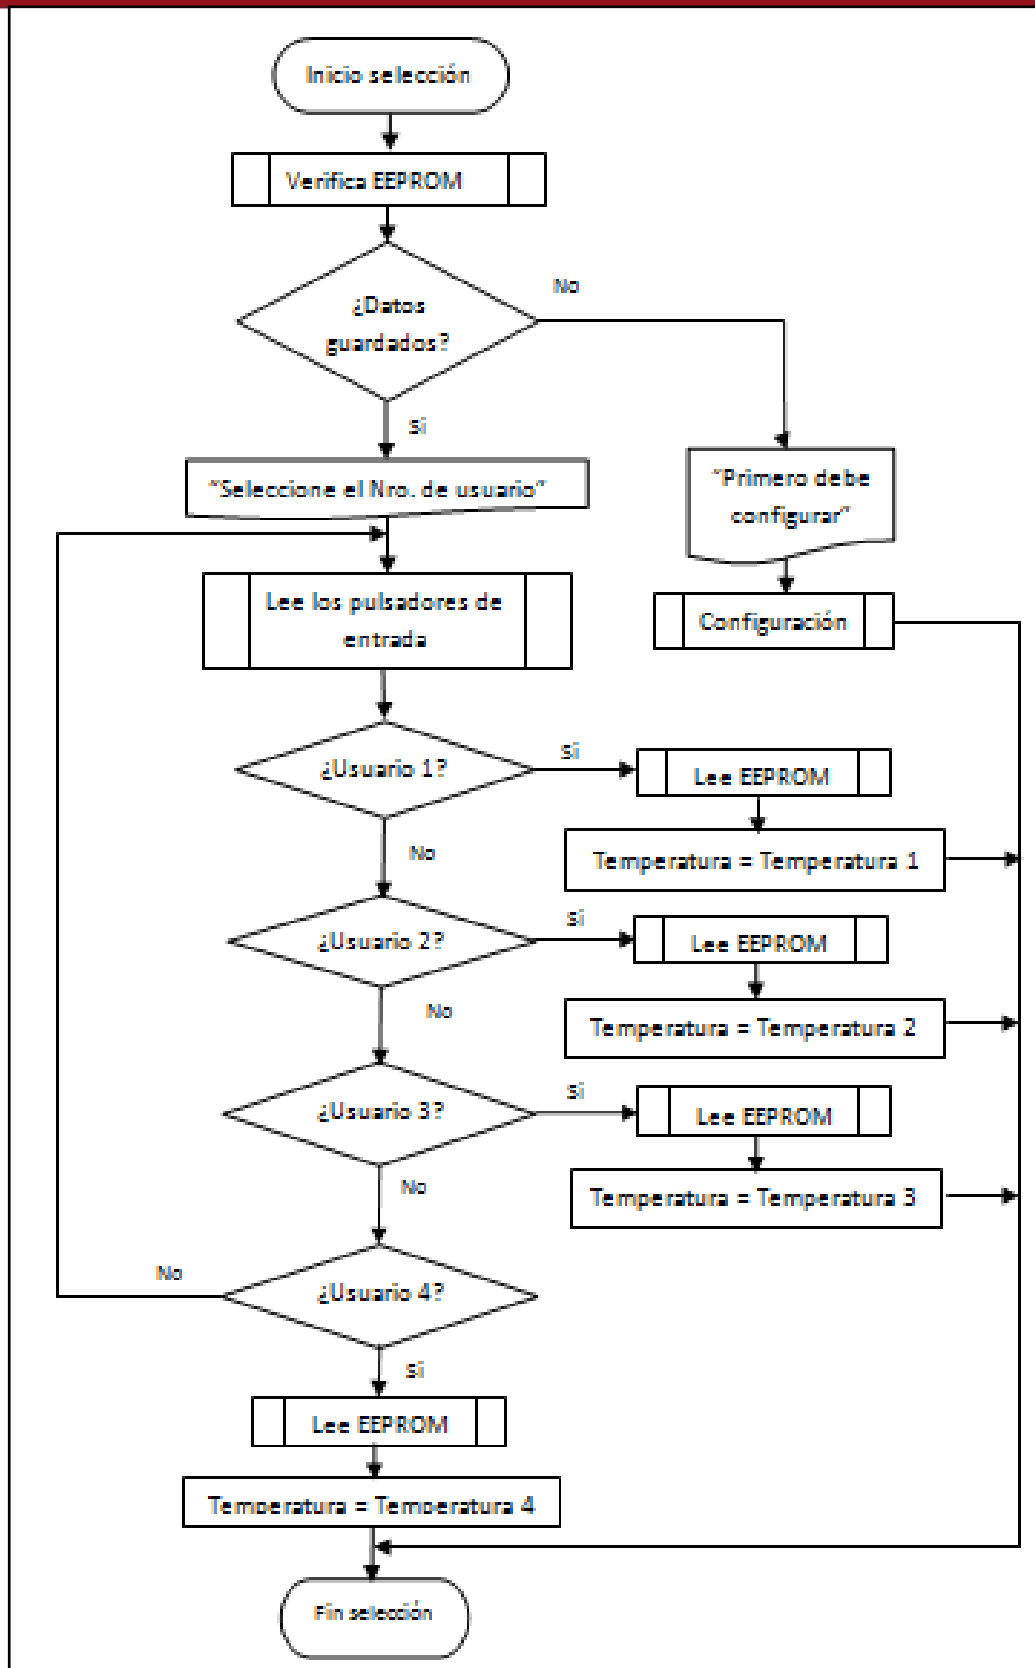 Inicio selección
Verifica EEPROM
¿Datos
guardados?
No
Si
"Seleccione el Nro. de usuario"
"Primero debe
configurar"
Lee los pulsadores de
entrada
Configuración
¿Usuario 1?
Si
Lee EEPROM
Temperatura = Temperatura 1
No
¿Usuario 2?
Si
Lee EEPROM
Temperatura = Temperatura 2
No
¿Usuario 3?
Si
Lee EEPROM
Temperatura = Temperatura 3
No
¿Usuario 4?
No
Si
Lee EEPROM
Temperatura = Temperatura 4
Fin selección